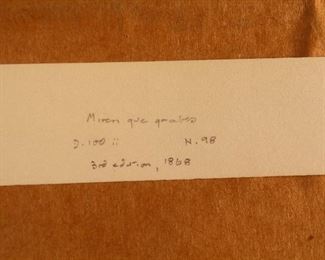 Miren que grabes
D.100 ii N.98
3rd edition, 1868